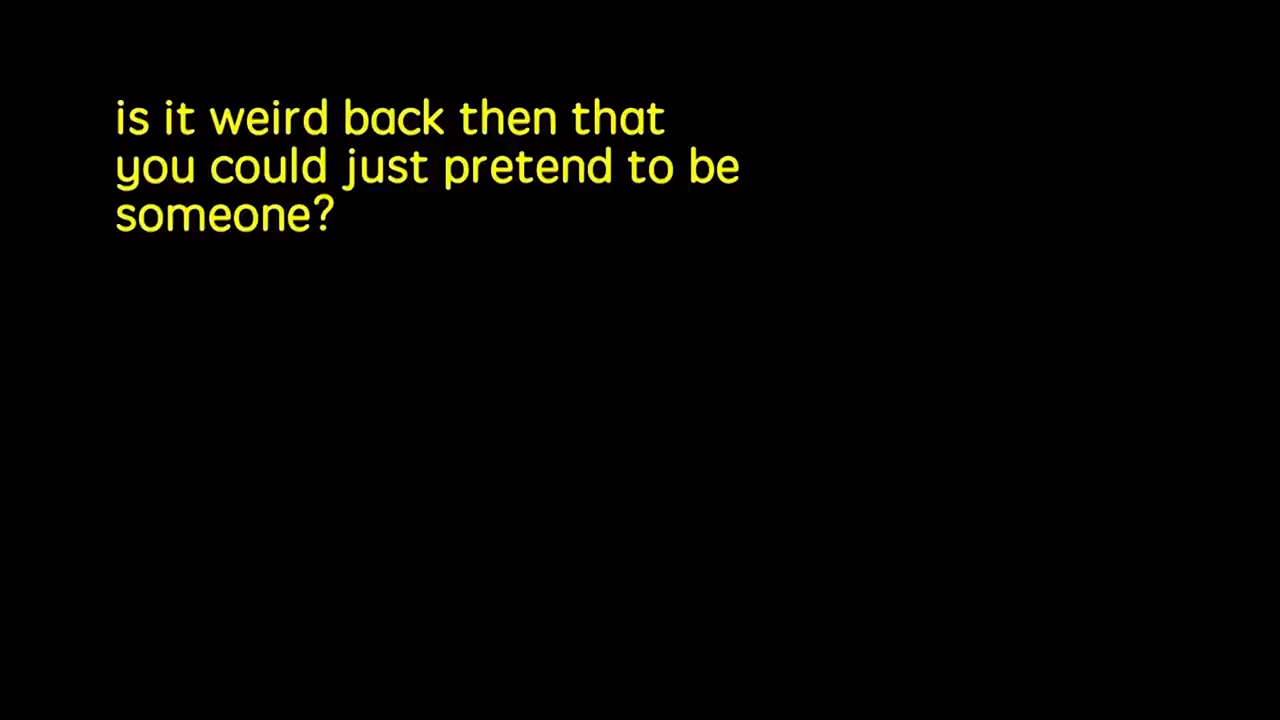 is it weird back then that
you could just pretend to be
someone?